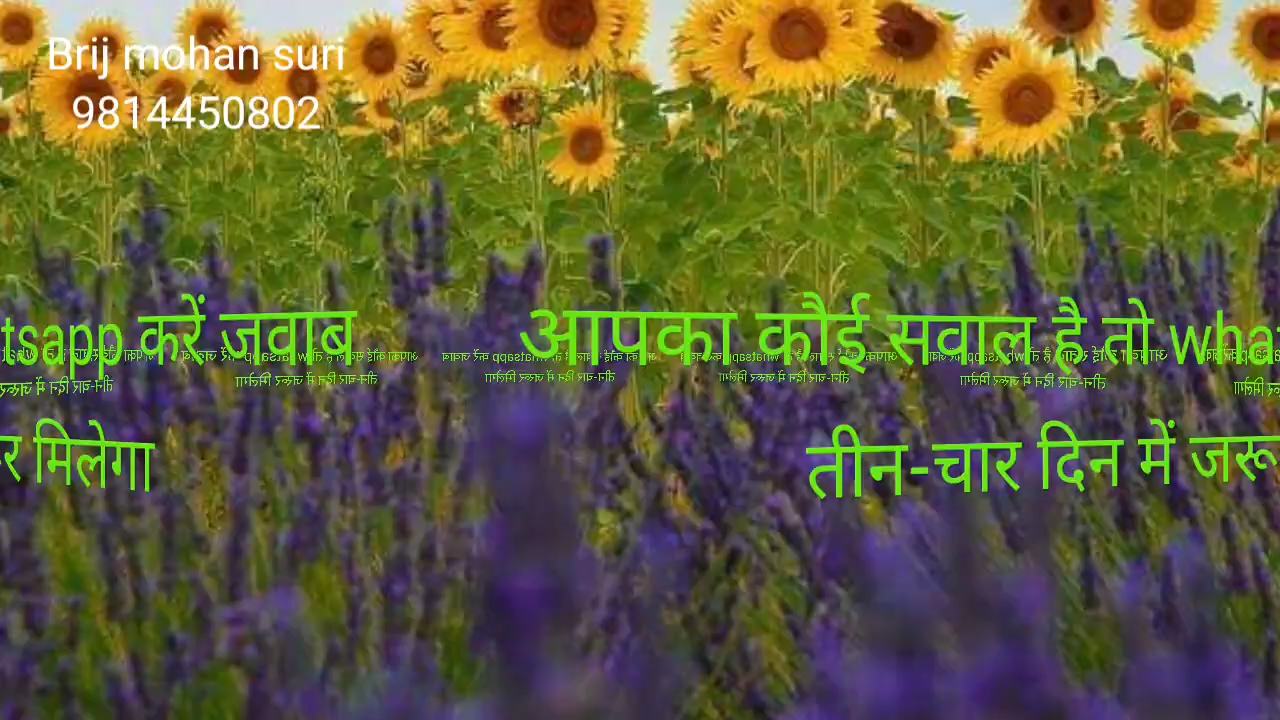 Brij mohan suri
9814450802
tsapp करें जवाब आपका कोई सवाल है तो wha
र मिलेगा तीन-चार दिन में जरू